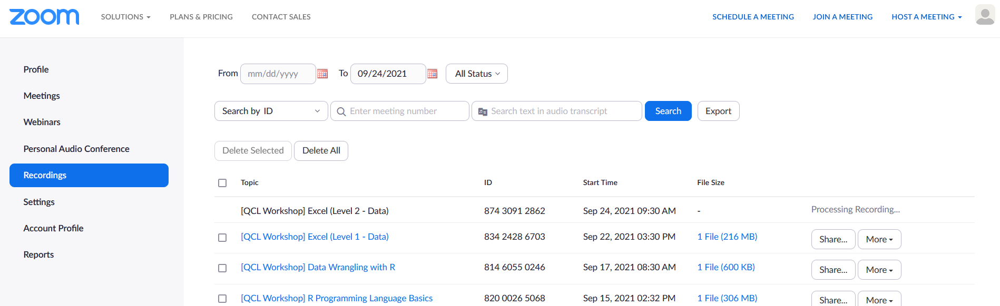 zoom SOLUTIONS PLANS & PRICING CONTACT SALES SCHEDULE A MEETING JOIN A MEETING HOST A MEETING
Profile
Meetings
Webinars
Personal Audio Conference
Recordings
Settings
Account Profile
Reports
From mm/dd/yyyy To 09/24/2021 All Status
Search by ID Enter meeting number Search text in audio transcript Search Export
Delete Selected Delete All
Topic ID Start Time File Size
[QCL Workshop] Excel (Level 2 - Data) 874 3091 2862 Sep 24, 2021 09:30 AM - Processing Recording...
[QCL Workshop] Excel (Level 1 - Data) 834 2428 6703 Sep 22, 2021 03:30 PM 1 File (216 MB) Share... More
[QCL Workshop] Data Wrangling with R 814 6055 0246 Sep 17, 2021 08:30 AM 1 File (600 KB) Share... More
[QCL Workshop] R Programming Language Basics 820 0026 5068 Sep 15, 2021 02:32 PM 1 File (306 MB) Share... More